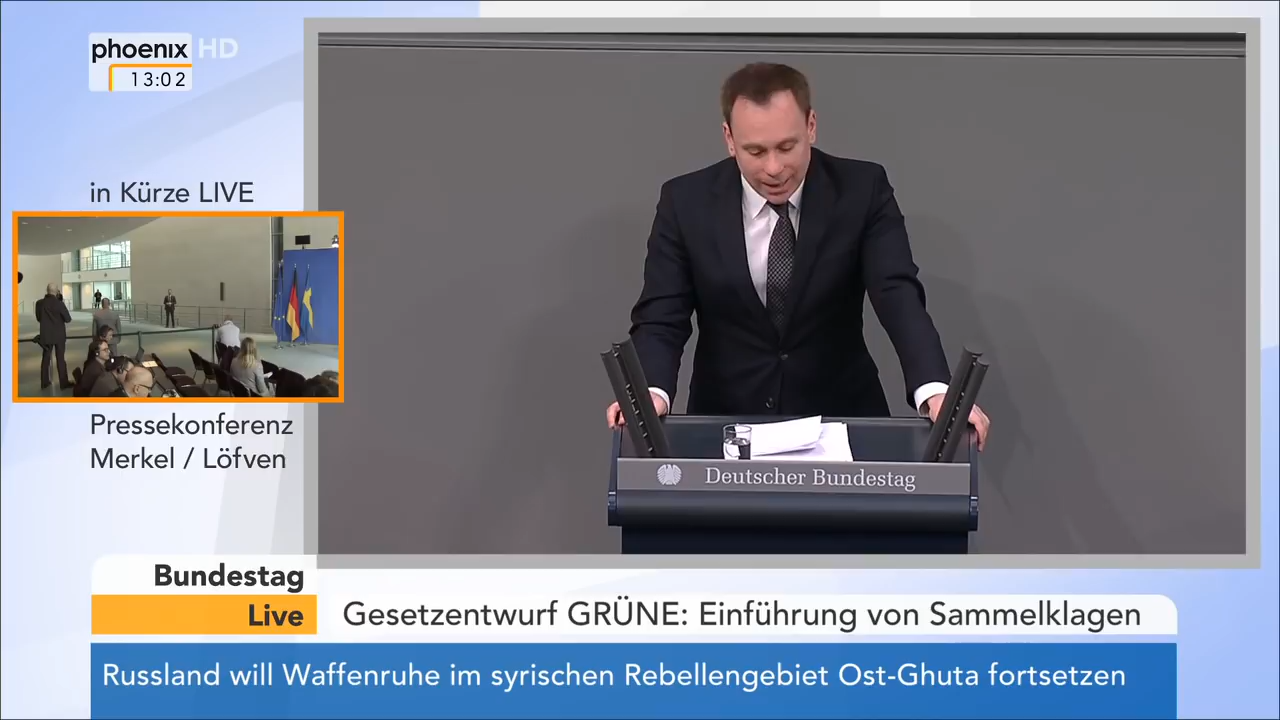 phoenix HD
13:02
in Kürze LIVE
Pressekonferenz
Merkel / Löfven
Deutscher Bundestag
Bundestag
Live
Gesetzentwurf GRÜNE: Einführung von Sammelklagen
Russland will Waffenruhe im syrischen Rebellengebiet Ost-Ghuta fortsetzen